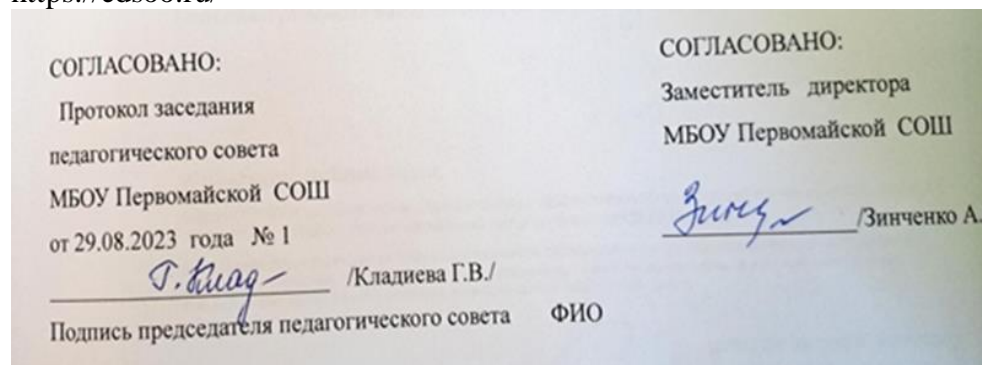 СОГЛАСОВАНО:
Протокол заседания
педагогического совета
МБОУ Первомайской СОШ
от 29.08.2023 года № 1
Г. Клад /Кладиева Г.В./
Подпись председателя педагогического совета ФИО
СОГЛАСОВАНО:
Заместитель директора
МБОУ Первомайской СОШ
/Зинченко А.